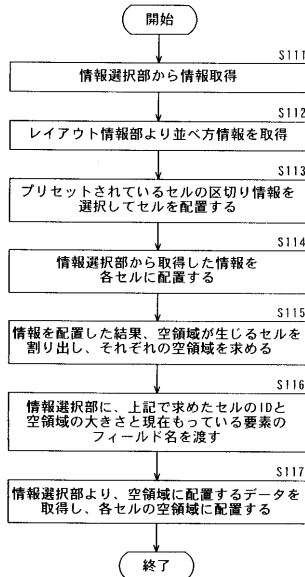 開始
S111
情報選択部から情報取得
S112
レイアウト情報部より並べ方情報を取得
S113
プリセットされているセルの区切り情報を
選択してセルを配置する
S114
情報選択部から取得した情報を
各セルに配置する
S115
情報を配置した結果、空領域が生じるセルを
割り出し、それぞれの空領域を求める
S116
情報選択部に、上記で求めたセルのIDと
空領域の大きさと現在もっている要素の
フィールド名を渡す
S117
情報選択部より、空領域に配置するデータを
取得し、各セルの空領域に配置する
終了